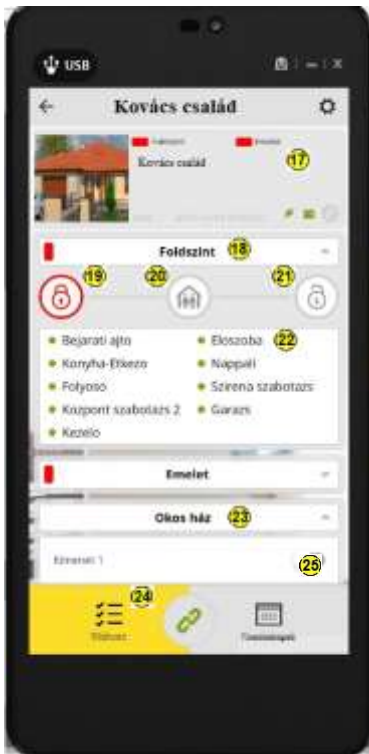 USB
Kovács család
Kovács család
17
Foldszint 18
19 20 21
Bejarati ajto Eloszoba 22
Konyha-Etkezo Nappali
Folyoso Szirena szabotazs
Kozpont szabotazs 2 Garazs
Kezelo
Emelet
Okos ház 23
Kimenet 1 25
24